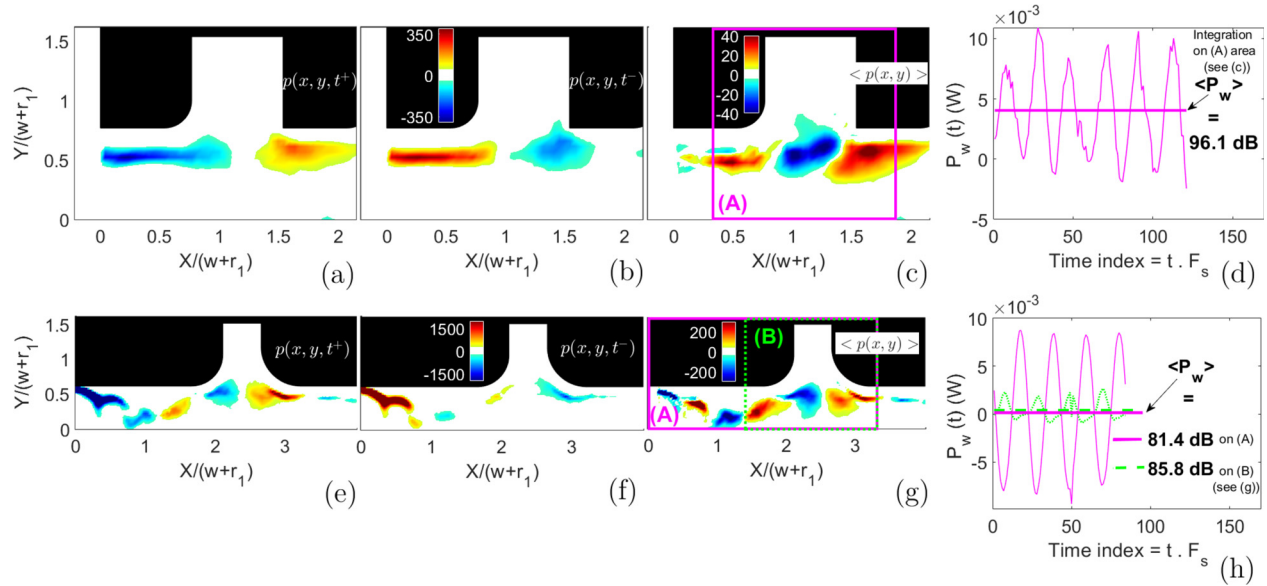 1.5
1
0.5
0
Y/(w+r1)
p(x, y, t+)
0 0.5 1 1.5 2
X/(w+r1)
(a)
350
0
-350
p(x, y, t−)
0 0.5 1 1.5 2
X/(w+r1)
(b)
40
20
0
-20
-40
< p(x, y) >
(A)
0 0.5 1 1.5 2
X/(w+r1)
(c)
×10-3
10
5
0
-5
Pw (t) (W)
Integration
on (A) area
(see (c))
<Pw>
=
96.1 dB
0 50 100 150
Time index = t . Fs
(d)
1.5
1
0.5
0
Y/(w+r1)
p(x, y, t+)
0 1 2 3
X/(w+r1)
(e)
1500
0
-1500
p(x, y, t−)
0 1 2 3
X/(w+r1)
(f)
200
0
-200
(B)
< p(x, y) >
(A)
0 1 2 3
X/(w+r1)
(g)
×10-3
10
5
0
-5
Pw (t) (W)
<Pw>
=
81.4 dB on (A)
85.8 dB on (B)
(see (g))
0 50 100 150
Time index = t . Fs
(h)